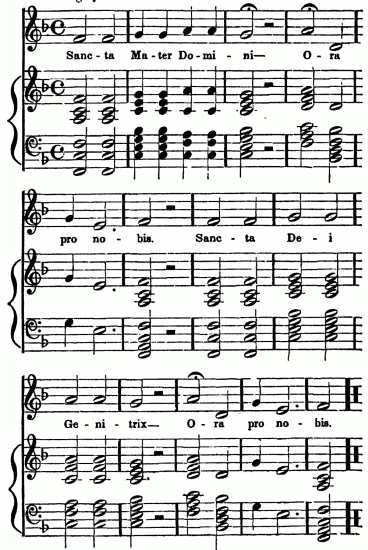 Sanc - ta Ma - ter Do - mi - ni— O - ra
pro no - bis. Sanc - ta De - i
Ge - ni - trix— O - ra pro no - bis.